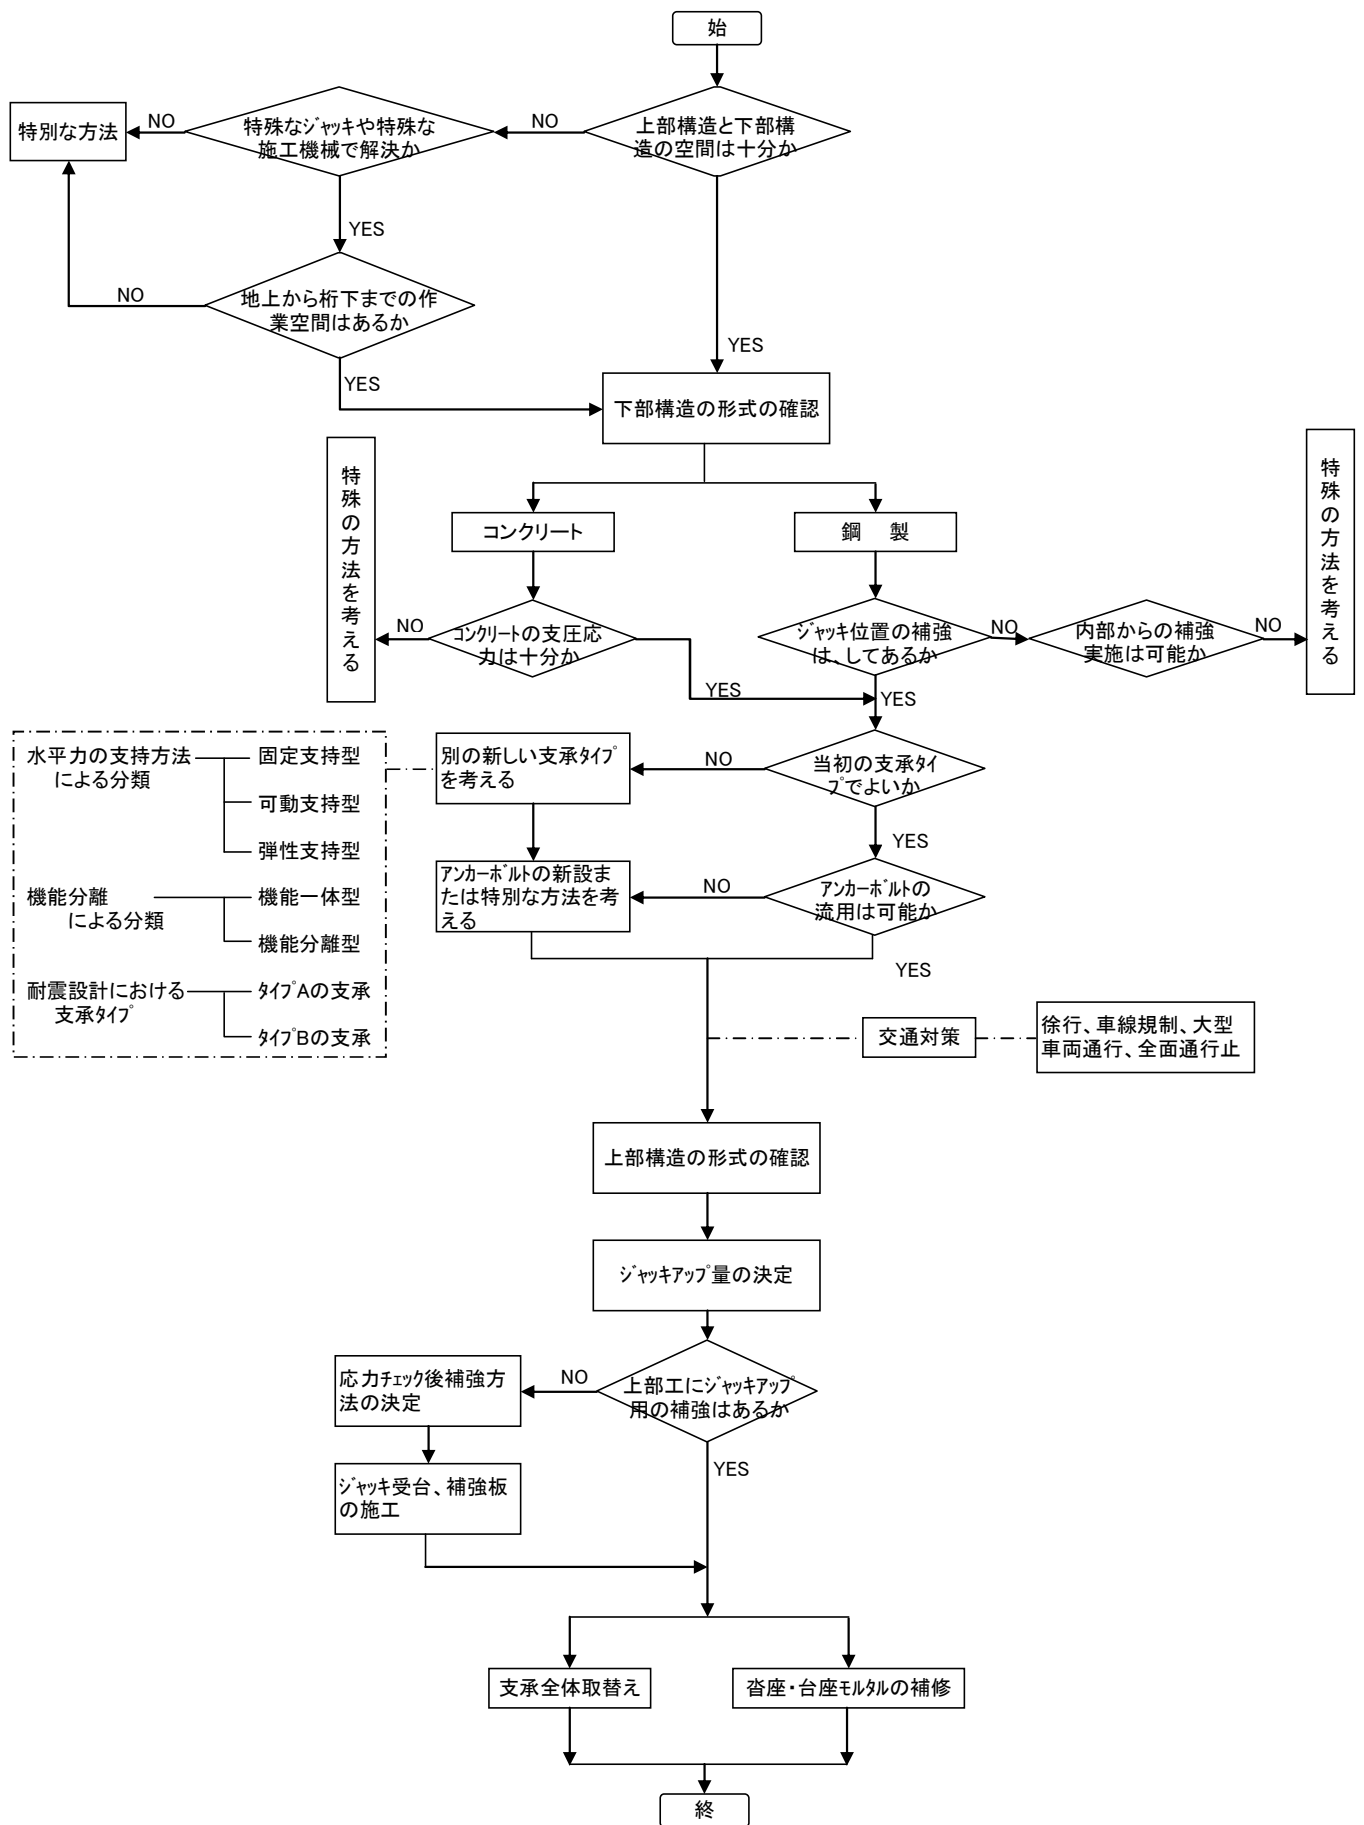 始
上部構造と下部構
造の空間は十分か
NO
特殊なｼﾞｬｯｷや特殊な
施工機械で解決か
NO
特別な方法
YES
地上から桁下までの作
業空間はあるか
NO
YES
YES
下部構造の形式の確認
コンクリート
鋼　製
特殊の方法を考える
NO
ｺﾝｸﾘｰﾄの支圧応
力は十分か
YES
ｼﾞｬｯｷ位置の補強
は、してあるか
NO
内部からの補強
実施は可能か
NO
特殊の方法を考える
YES
当初の支承ﾀｲ
ﾌﾟでよいか
NO
別の新しい支承ﾀｲﾌﾟ
を考える
YES
ｱﾝｶｰﾎﾞﾙﾄの
流用は可能か
NO
ｱﾝｶｰﾎﾞﾙﾄの新設ま
たは特別な方法を考
える
YES
水平力の支持方法
による分類
固定支持型
可動支持型
弾性支持型
機能分離
による分類
機能一体型
機能分離型
耐震設計における
支承ﾀｲﾌﾟ
ﾀｲﾌﾟAの支承
ﾀｲﾌﾟBの支承
交通対策
徐行、車線規制、大型
車両通行、全面通行止
上部構造の形式の確認
ｼﾞｬｯｷｱｯﾌﾟ量の決定
上部工にｼﾞｬｯｷｱｯﾌﾟ
用の補強はあるか
NO
応力ﾁｪｯｸ後補強方
法の決定
ｼﾞｬｯｷ受台、補強板
の施工
YES
支承全体取替え
沓座・台座ﾓﾙﾀﾙの補修
終